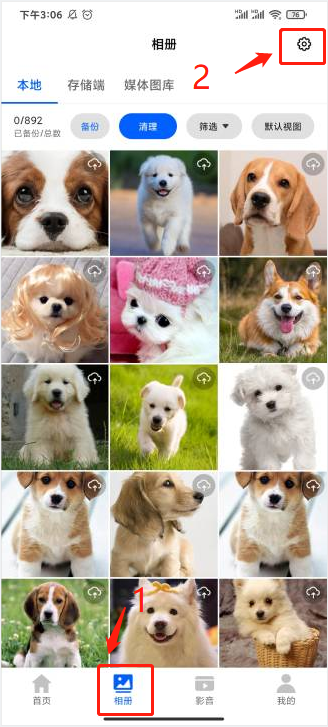 下午3:06
76
相册
2
本地 存储端 媒体图库
0/892
已备份/总数
备份 清理 筛选 默认视图
1
首页 相册 影音 我的